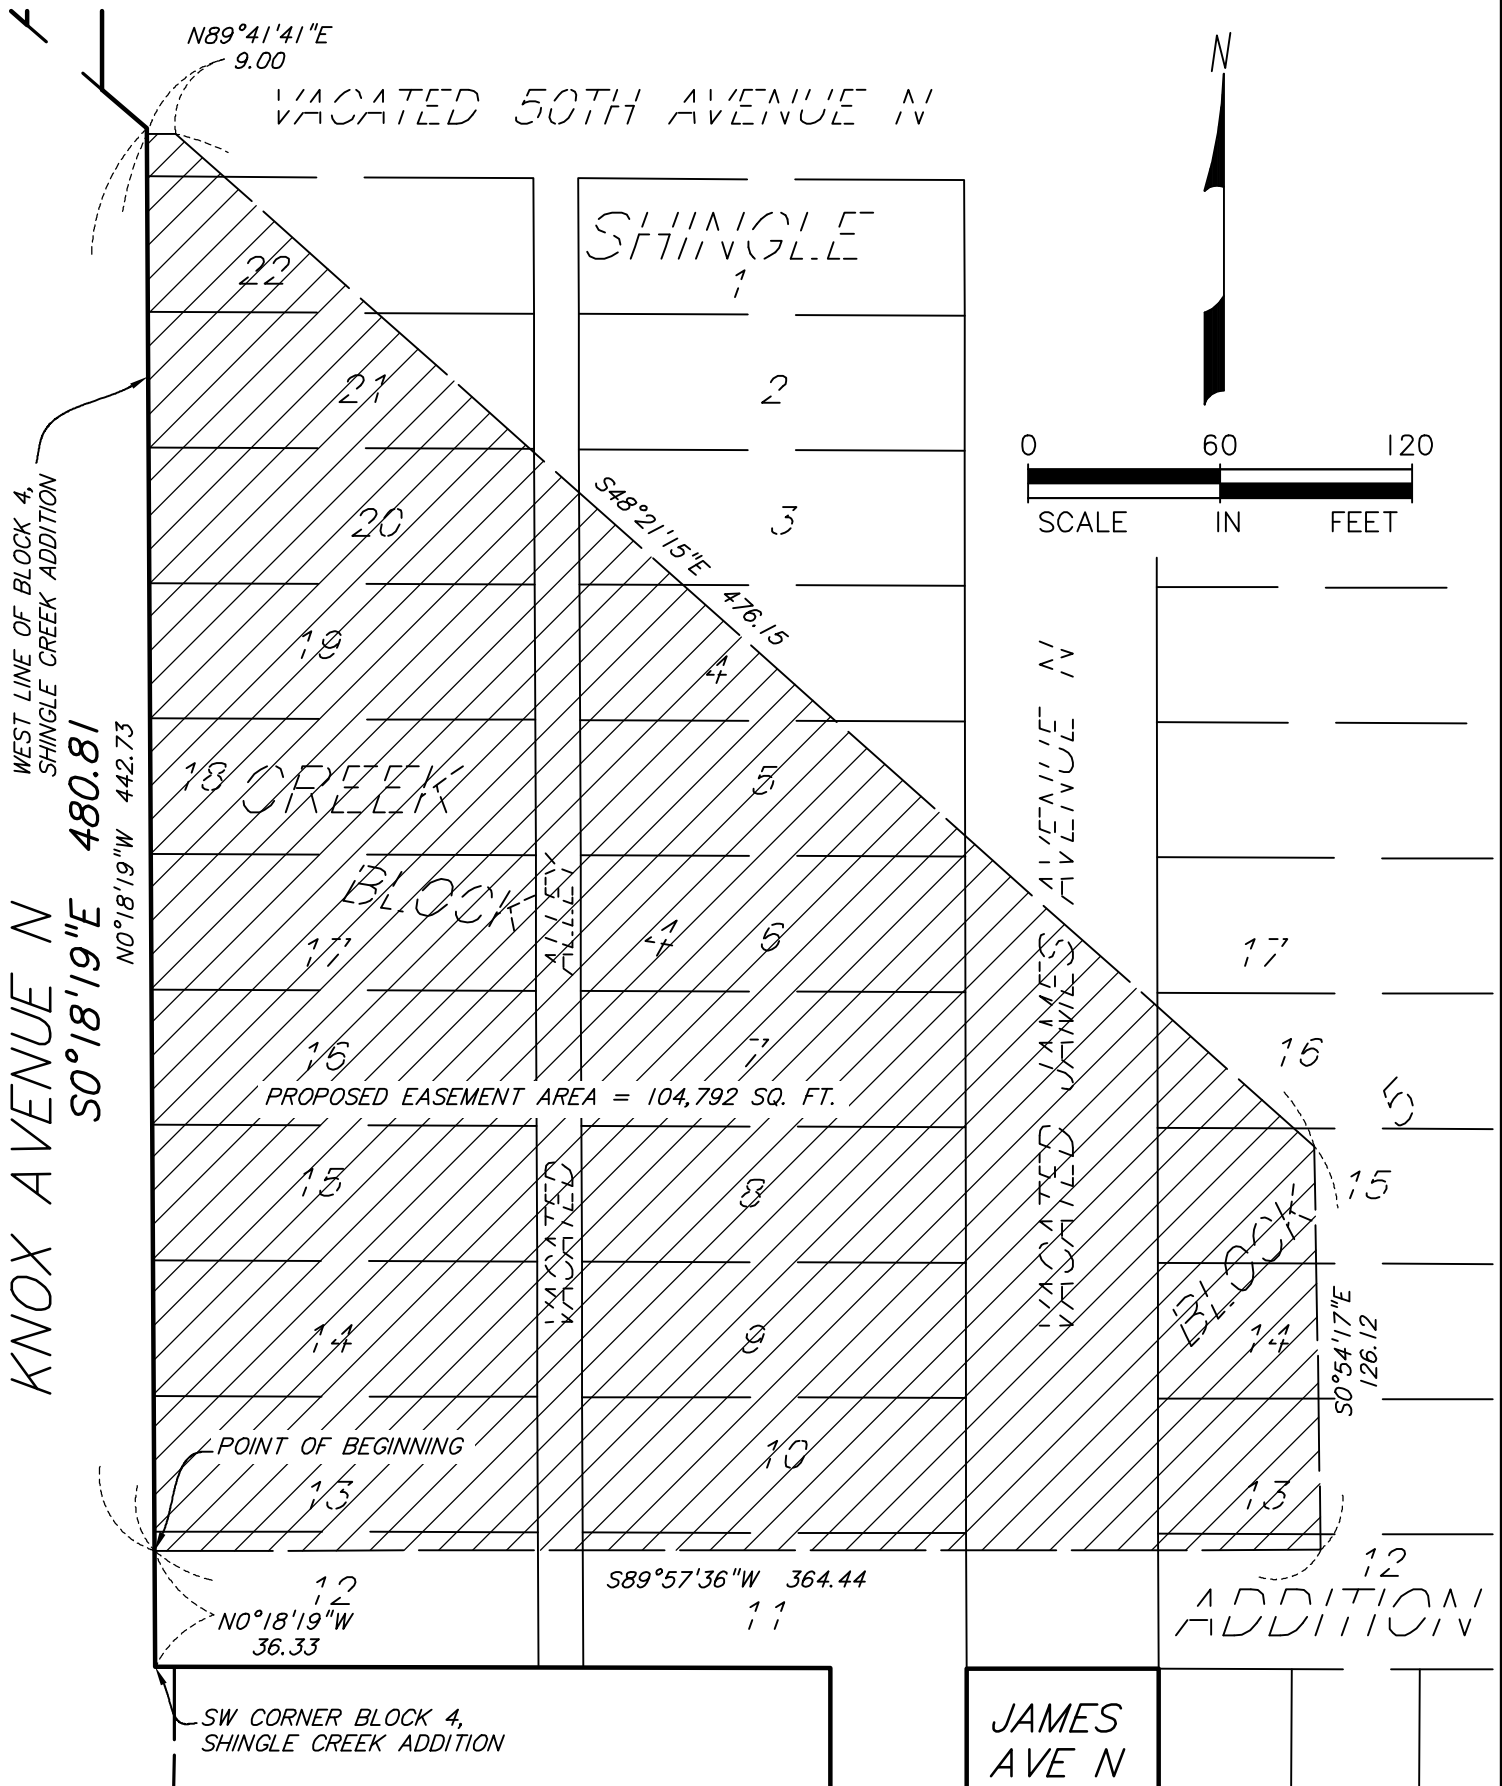 N89°41'41"E
9.00
VACATED 50TH AVENUE N
N
SHINGLE
22
1
21
2
0 60 120
SCALE IN FEET
WEST LINE OF BLOCK 4,
SHINGLE CREEK ADDITION
20
3
S48°21'15"E 476.15
19
4
KNOX AVENUE N
S0°18'19"E 480.81
N0°18'19"W 442.73
18
CREEK
5
BLOCK
4
17
6
17
VACATED ALLEY
VACATED JAMES AVENUE N
16
7
16
5
PROPOSED EASEMENT AREA = 104,792 SQ. FT.
15
8
15
BLOCK
14
9
14
S0°54'17"E
126.12
POINT OF BEGINNING
10
13
13
S89°57'36"W 364.44
12
11
12
ADDITION
N0°18'19"W
36.33
SW CORNER BLOCK 4,
SHINGLE CREEK ADDITION
JAMES
AVE N